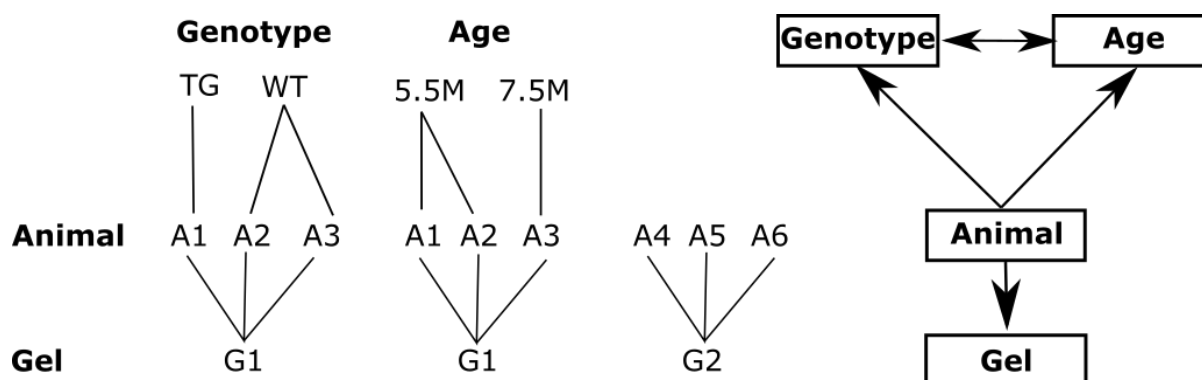 Genotype Age
TG WT 5.5M 7.5M
Animal A1 A2 A3 A1 A2 A3 A4 A5 A6
Gel G1 G1 G2
Genotype Age
Animal
Gel